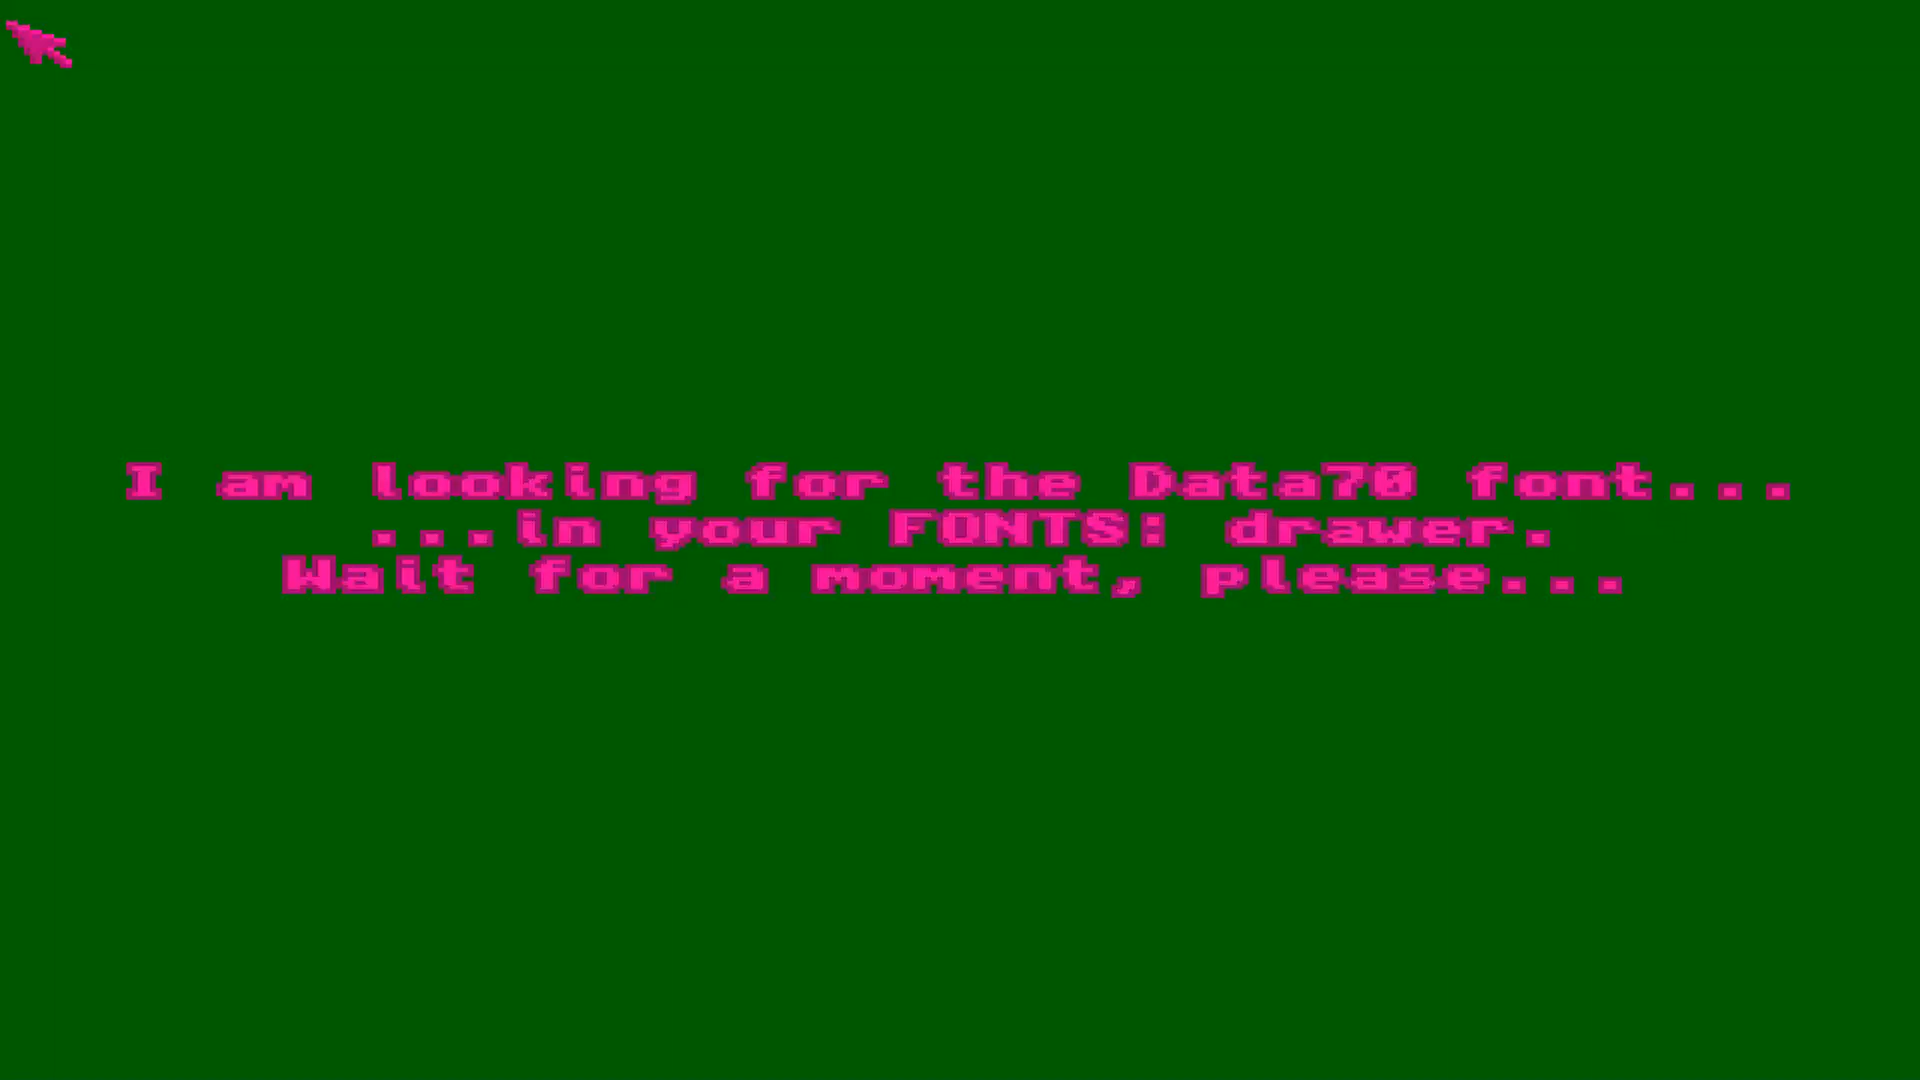 I am looking for the Data70 font...
...in your FONTS: drawer.
Wait for a moment, please...